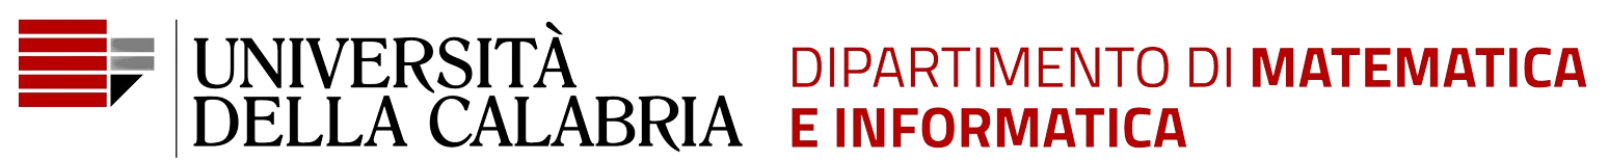 UNIVERSITÀ
DELLA CALABRIA
DIPARTIMENTO DI MATEMATICA
E INFORMATICA